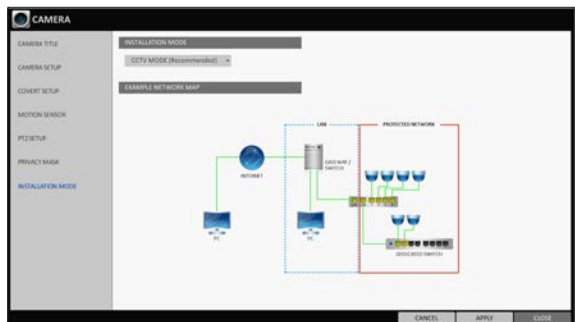 CAMERA
CAMERA TITLE
CAMERA SETUP
COVERT SETUP
MOTION SENSOR
PTZ SETUP
PRIVACY MASK
INSTALLATION MODE
INSTALLATION MODE
CCTV MODE (Recommended)
EXAMPLE NETWORK MAP
LAN
PROTECTED NETWORK
INTERNET
GATEWAY /
SWITCH
PC
PC
DEDICATED SWITCH
CANCEL
APPLY
CLOSE